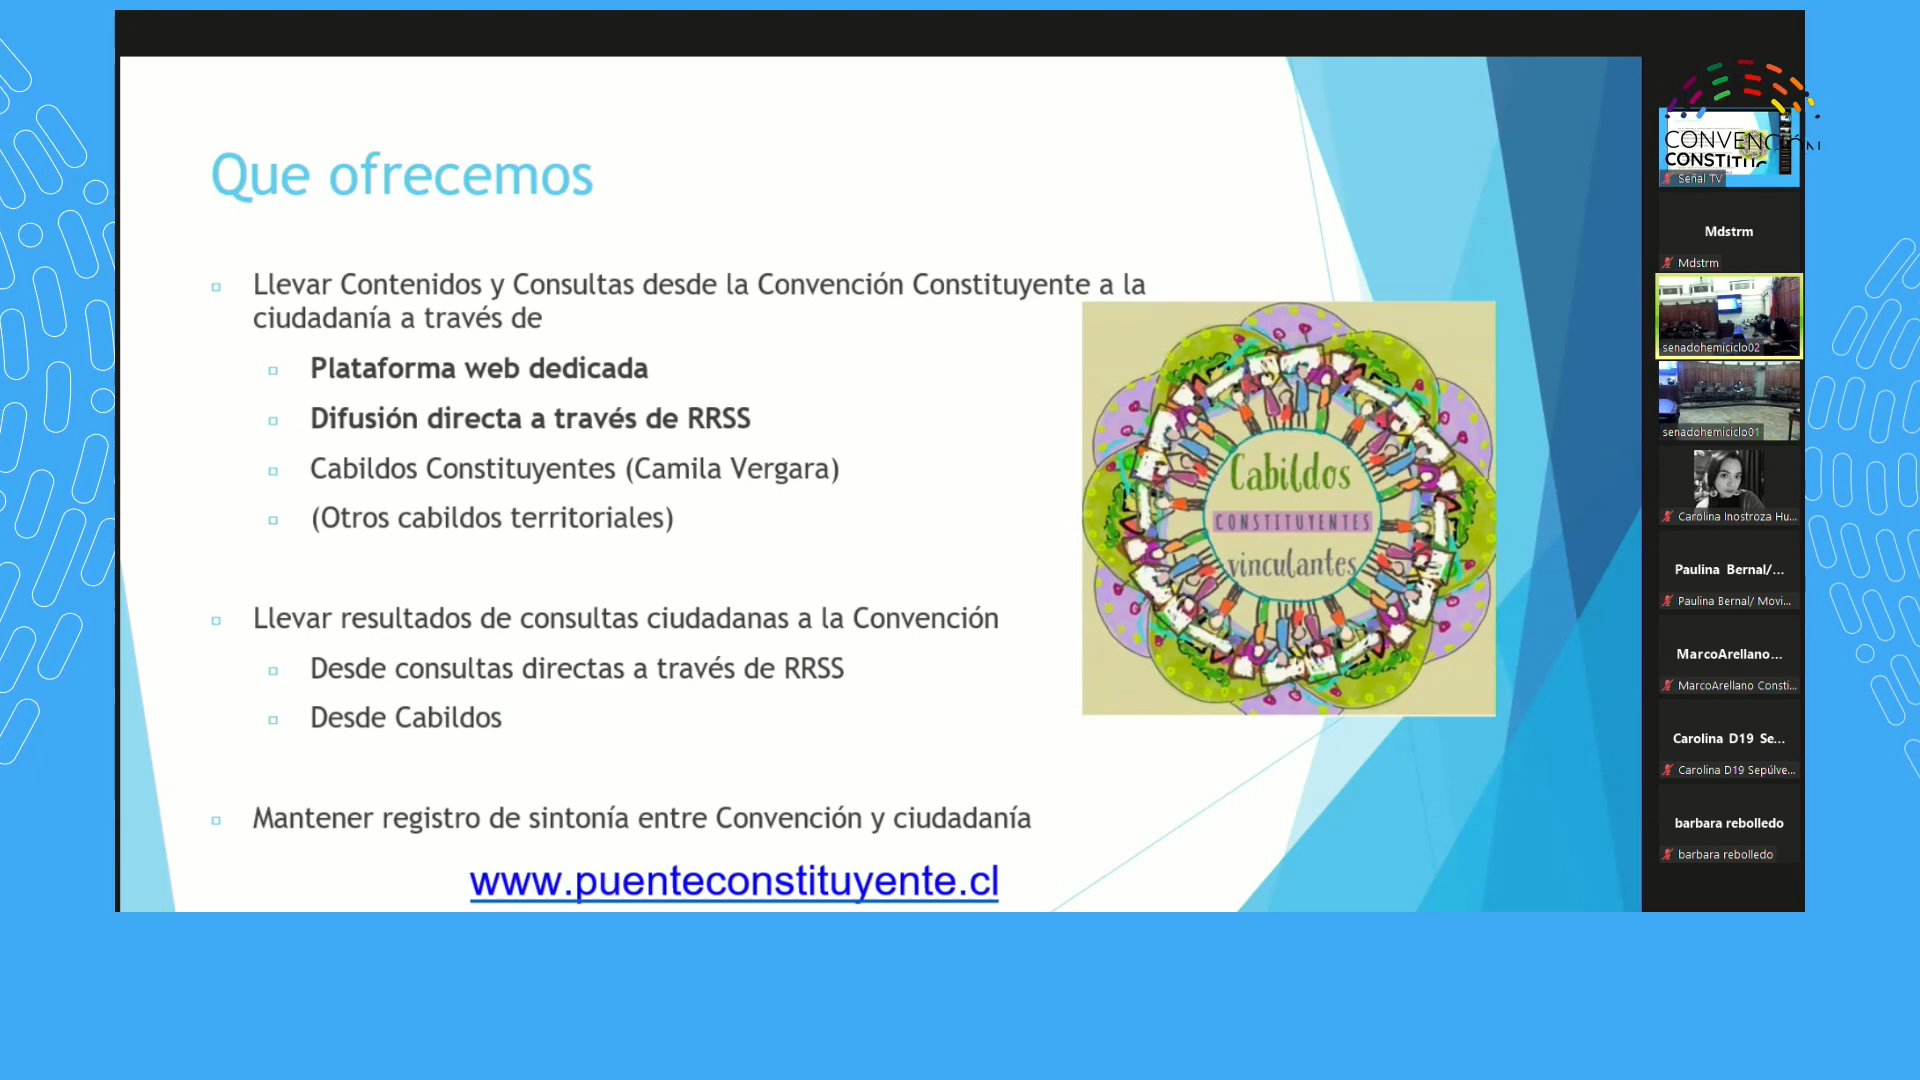 Que ofrecemos
Llevar Contenidos y Consultas desde la Convención Constituyente a la
ciudadanía a través de
Plataforma web dedicada
Difusión directa a través de RRSS
Cabildos Constituyentes (Camila Vergara)
(Otros cabildos territoriales)
Llevar resultados de consultas ciudadanas a la Convención
Desde consultas directas a través de RRSS
Desde Cabildos
Mantener registro de sintonía entre Convención y ciudadanía
www.puenteconstituyente.cl
Cabildos
CONSTITUYENTES
vinculantes
CONVENCIÓN
Señal TV
Mdstrm
Mdstrm
senadohemiciclo02
senadohemiciclo01
Carolina Inostroza Hu...
Paulina Bernal/...
Paulina Bernal/ Movi...
MarcoArellano...
MarcoArellano Consti...
Carolina D19 Se...
Carolina D19 Sepúlve...
barbara rebolledo
barbara rebolledo